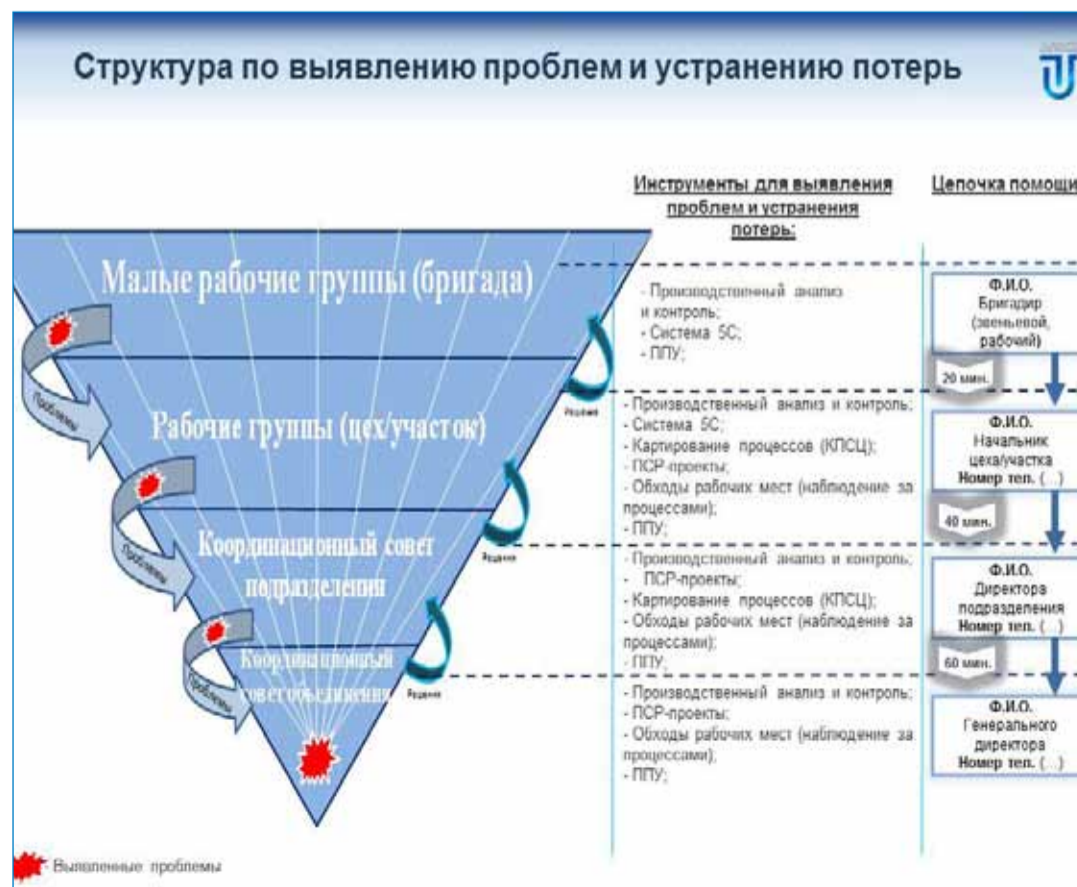 Структура по выявлению проблем и устранению потерь
Инструменты для выявления
проблем и устранения
потерь:
Цепочка помощи
Малые рабочие группы (бригада)
Рабочие группы (цех/участок)
Координационный совет
подразделения
Координационный
совет объединения
Проблемы
Проблемы
Проблемы
Решения
Решения
Решения
- Производственный анализ
и контроль;
- Система 5С;
- ППУ;
- Производственный анализ и контроль;
- Система 5С;
- Картирование процессов (КПСЦ);
- ПСР-проекты;
- Обходы рабочих мест (наблюдение за
процессами);
- ППУ;
- Производственный анализ и контроль;
- ПСР-проекты;
- Картирование процессов (КПСЦ);
- Обходы рабочих мест (наблюдение за
процессами);
- ППУ;
- Производственный анализ и контроль;
- ПСР-проекты;
- Обходы рабочих мест (наблюдение за
процессами);
- ППУ;
Ф.И.О.
Бригадир
(звеньевой,
рабочий)
20 мин.
Ф.И.О.
Начальник
цеха/участка
Номер тел. (...)
40 мин.
Ф.И.О.
Директора
подразделения
Номер тел. (...)
60 мин.
Ф.И.О.
Генерального
директора
Номер тел. (...)
- Выявленные проблемы